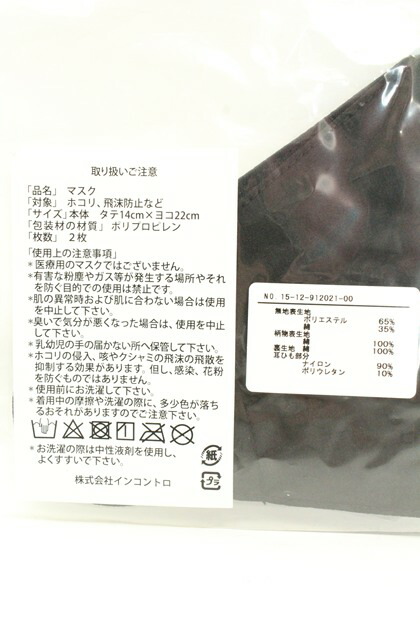 取り扱いご注意
「品名」 マスク
「対象」 ホコリ、飛沫防止など
「サイズ」本体 タテ14cm×ヨコ22cm
「包装材の材質」 ポリプロピレン
「枚数」 2枚
「使用上の注意事項」
*医療用のマスクではございません。
*有害な粉塵やガス等が発生する場所やそれを防ぐ目的での使用は禁止です。
*肌の異常時および肌に合わない場合は使用を中止して下さい。
*臭いで気分が悪くなった場合は、使用を中止して下さい。
*乳幼児の手の届かない所へ保管して下さい。
*ホコリの侵入、咳やクシャミの飛沫の飛散を抑制する効果があります。但し、感染、花粉を防ぐものではありません。
*使用前にお洗濯して下さい。
*着用中の摩擦や洗濯の際に、多少色が落ちるおそれがありますのでご注意下さい
*お洗濯の際は中性液剤を使用し、よくすすいで下さい。
株式会社インコントロ
紙
プラ
NO. 15-12-912021-00
無地表生地
ポリエステル 65%
綿 35%
柄物表生地
綿 100%
裏生地 綿 100%
耳ひも部分
ナイロン 90%
ポリウレタン 10%